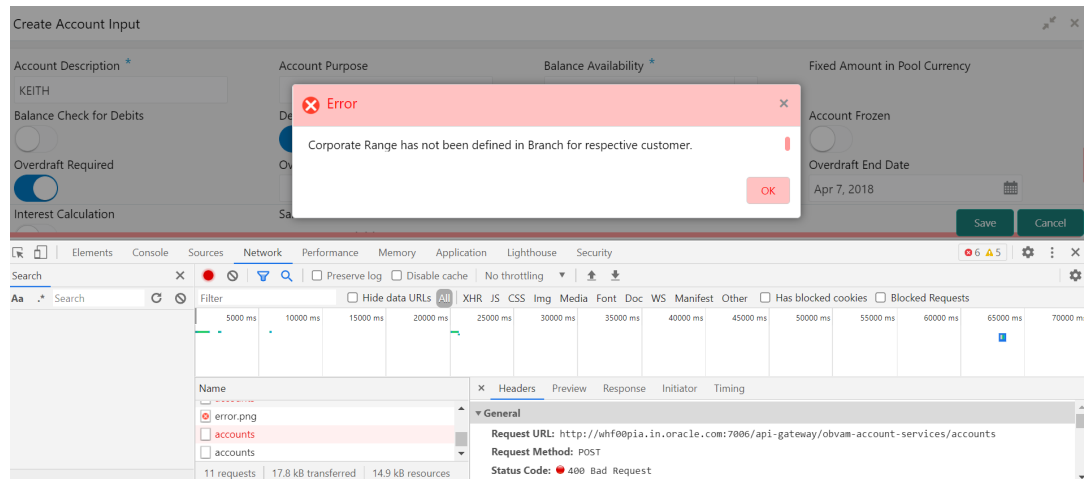 Create Account Input
Account Description *
Account Purpose
Balance Availability *
Fixed Amount in Pool Currency
KEITH
Error
Balance Check for Debits
De
Account Frozen
Corporate Range has not been defined in Branch for respective customer.
Overdraft Required
Ov
Overdraft End Date
OK
Apr 7, 2018
Interest Calculation
Sa
Save
Cancel
Elements Console Sources Network Performance Memory Application Lighthouse Security
6 5
Search
Preserve log Disable cache No throttling
Aa .* Search
Filter
Hide data URLs All XHR JS CSS Img Media Font Doc WS Manifest Other Has blocked cookies Blocked Requests
5000 ms 10000 ms 15000 ms 20000 ms 25000 ms 30000 ms 35000 ms 40000 ms 45000 ms 50000 ms 55000 ms 60000 ms 65000 ms 70000 m
Name
Headers Preview Response Initiator Timing
error.png
General
accounts
Request URL: http://whf00pia.in.oracle.com:7006/api-gateway/obvam-account-services/accounts
accounts
Request Method: POST
11 requests 17.8 kB transferred 14.9 kB resources
Status Code: 400 Bad Request